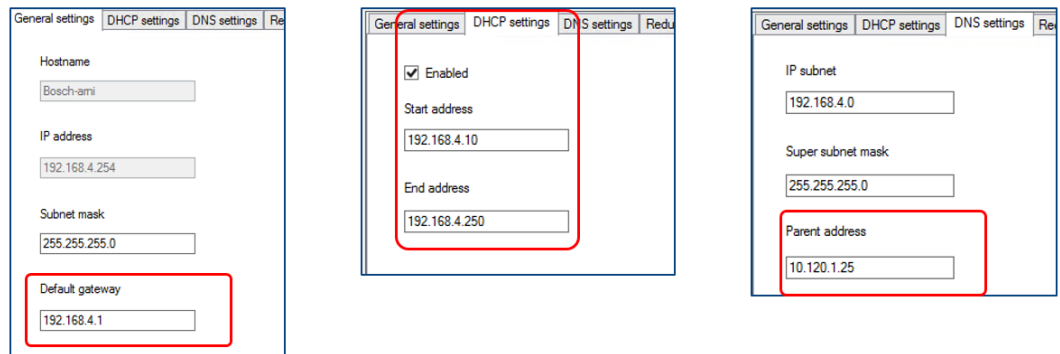 General settings DHCP settings DNS settings Re
Hostname
Bosch-ami
IP address
192.168.4.254
Subnet mask
255.255.255.0
Default gateway
192.168.4.1
General settings DHCP settings DNS settings Redu
Enabled
Start address
192.168.4.10
End address
192.168.4.250
General settings DHCP settings DNS settings Re
IP subnet
192.168.4.0
Super subnet mask
255.255.255.0
Parent address
10.120.1.25